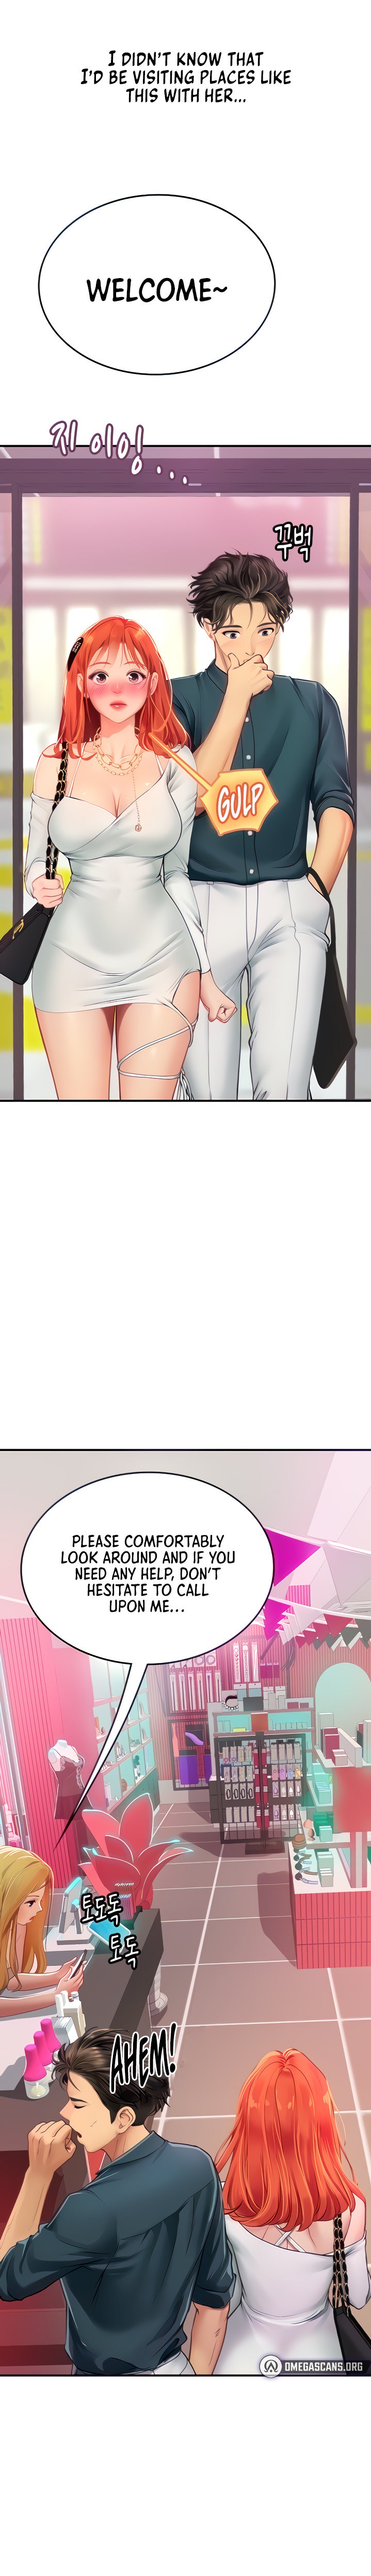 I DIDN'T KNOW THAT
I'D BE VISITING PLACES LIKE
THIS WITH HER...
WELCOME~
지이잉...
꾸벅
GULP
PLEASE COMFORTABLY
LOOK AROUND AND IF YOU
NEED ANY HELP, DON'T
HESITATE TO CALL
UPON ME...
토도독
토독
AHEM!
OMEGASCANS.ORG